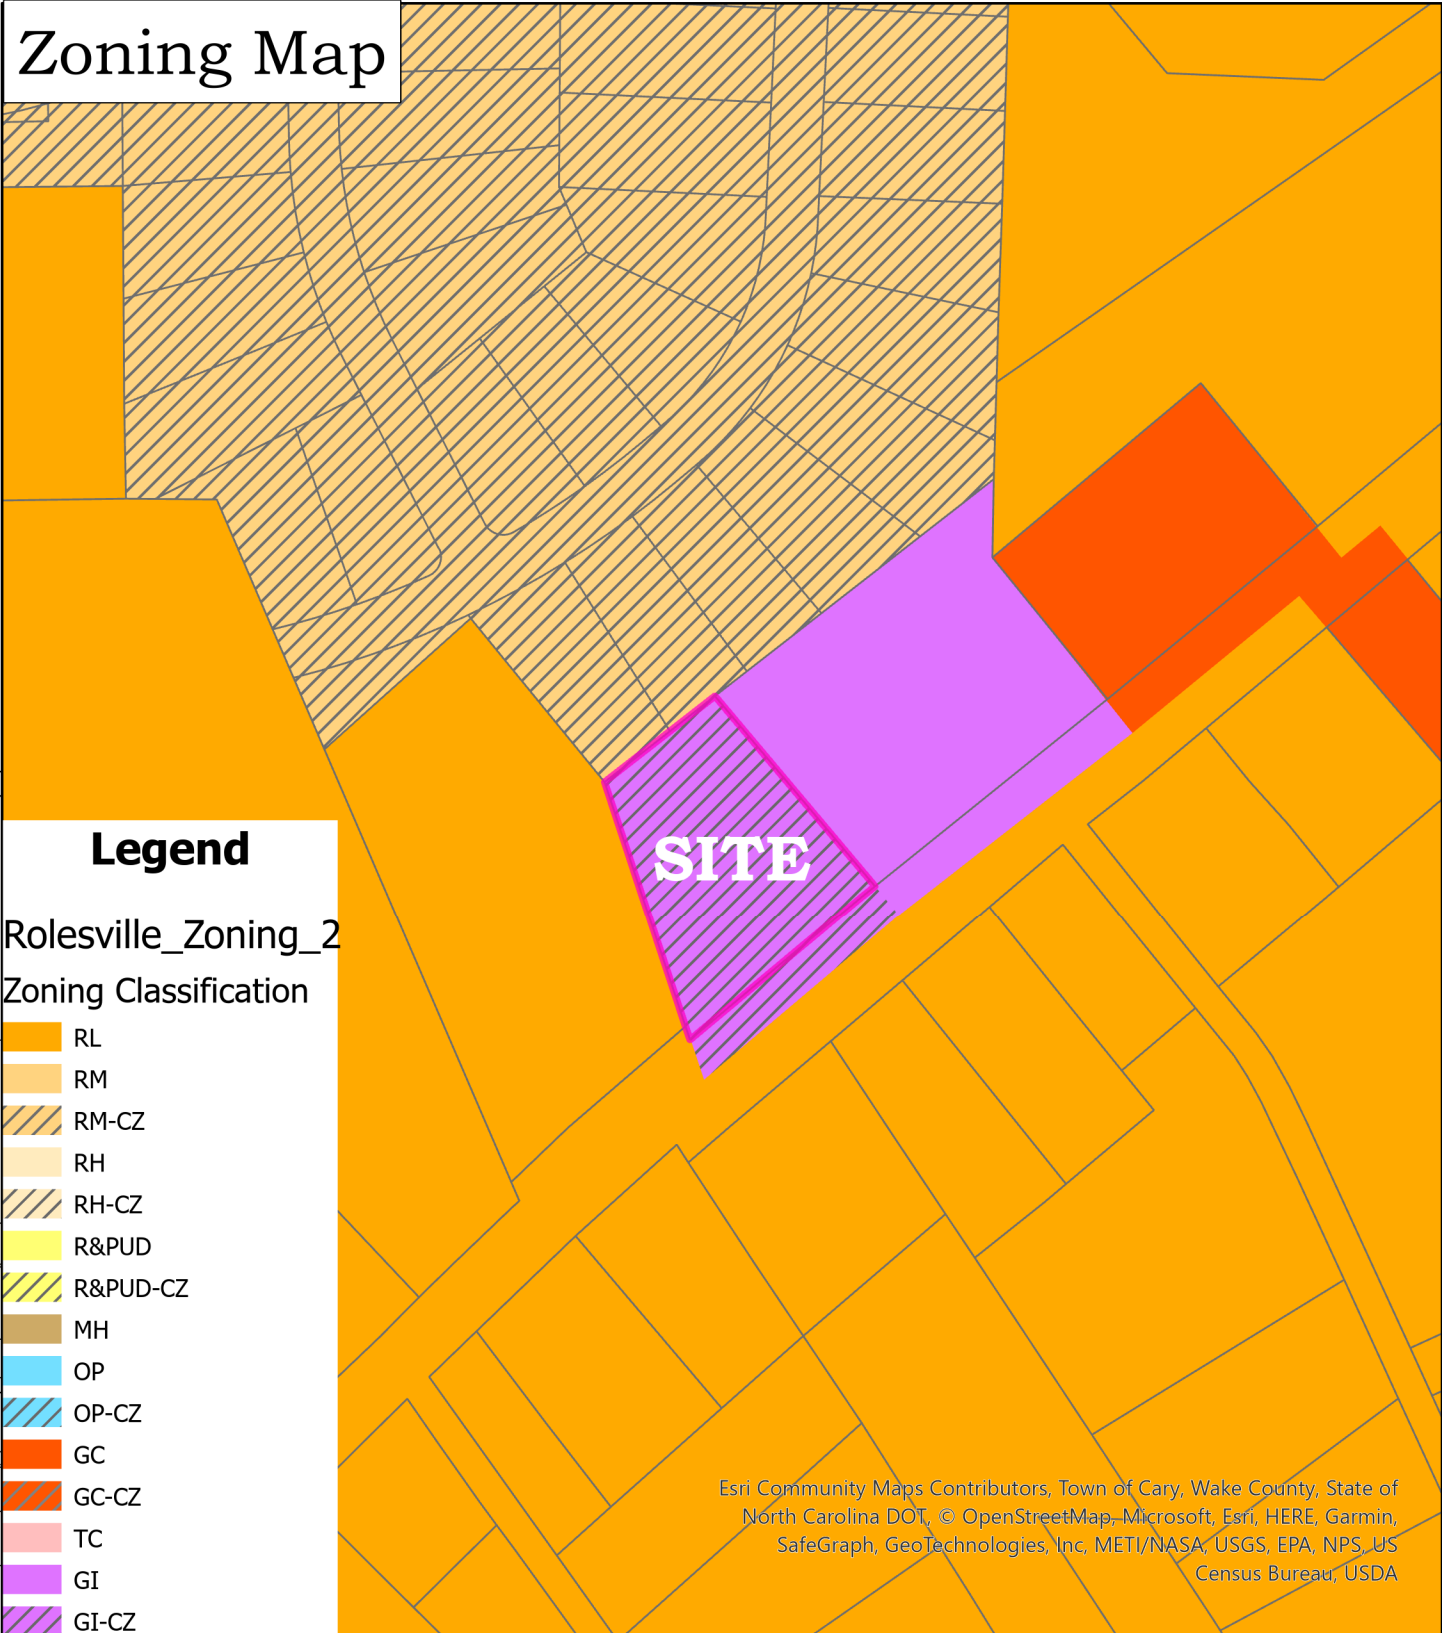 Zoning Map
SITE
Legend
Rolesville_Zoning_2
Zoning Classification
RL
RM
RM-CZ
RH
RH-CZ
R&PUD
R&PUD-CZ
MH
OP
OP-CZ
GC
GC-CZ
TC
GI
GI-CZ
Esri Community Maps Contributors, Town of Cary, Wake County, State of
North Carolina DOT, © OpenStreetMap, Microsoft, Esri, HERE, Garmin,
SafeGraph, GeoTechnologies, Inc, METI/NASA, USGS, EPA, NPS, US
Census Bureau, USDA